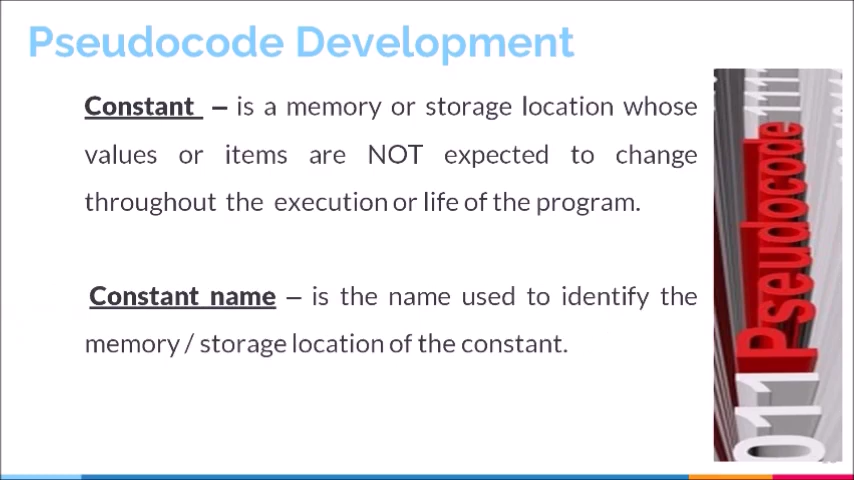 Pseudocode Development
Constant – is a memory or storage location whose
values or items are NOT expected to change
throughout the execution or life of the program.
Constant name – is the name used to identify the
memory / storage location of the constant.
1111
Pseudocode
011